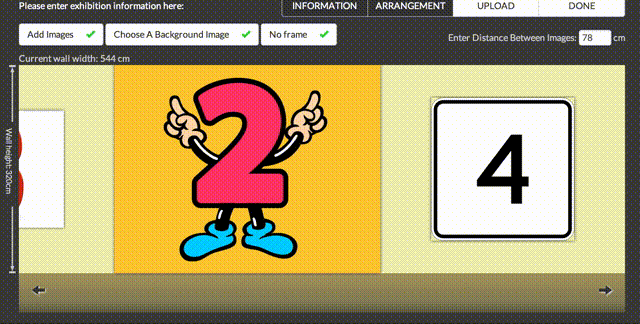 Please enter exhibition information here:
INFORMATION ARRANGEMENT UPLOAD DONE
Add Images Choose A Background Image No frame
Enter Distance Between Images: 78 cm
Current wall width: 544 cm
Wall height: 320cm
2
4